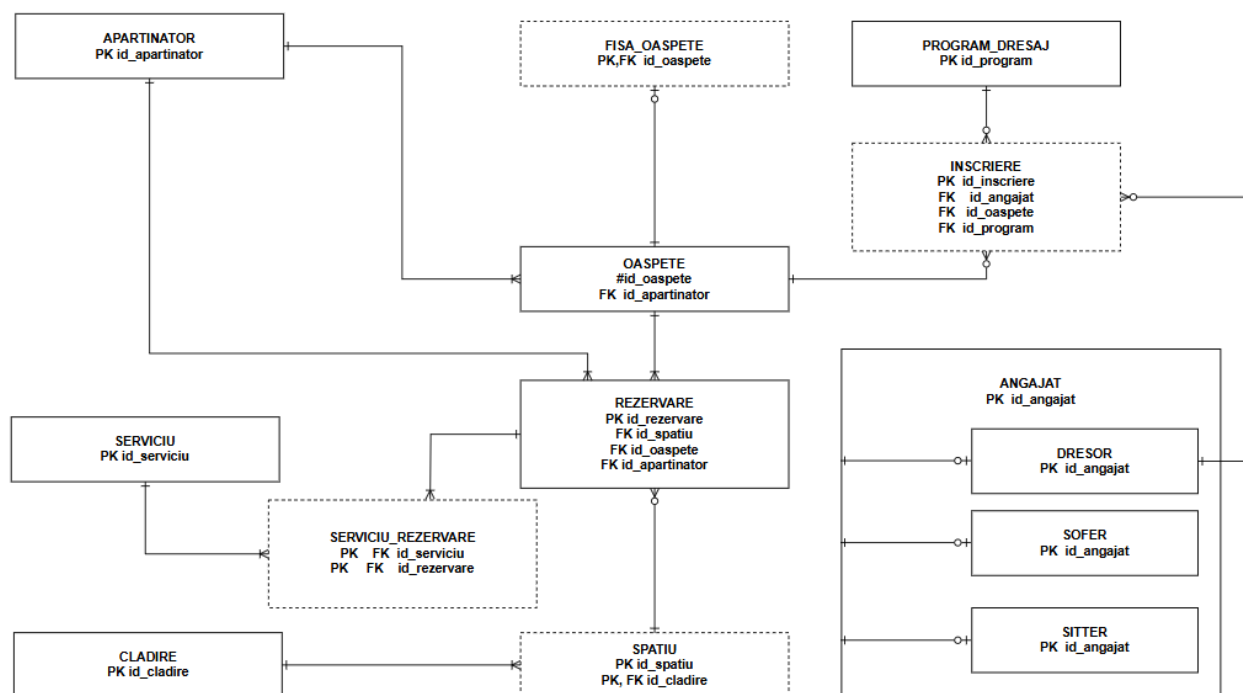 APARTINATOR
PK id_apartinator
FISA_OASPETE
PK,FK id_oaspete
PROGRAM_DRESAJ
PK id_program
INSCRIERE
PK id_inscriere
FK id_angajat
FK id_oaspete
FK id_program
OASPETE
#id_oaspete
FK id_apartinator
REZERVARE
PK id_rezervare
FK id_spatiu
FK id_oaspete
FK id_apartinator
ANGAJAT
PK id_angajat
SERVICIU
PK id_serviciu
DRESOR
PK id_angajat
SERVICIU_REZERVARE
PK FK id_serviciu
PK FK id_rezervare
SOFER
PK id_angajat
SITTER
PK id_angajat
CLADIRE
PK id_cladire
SPATIU
PK id_spatiu
PK, FK id_cladire